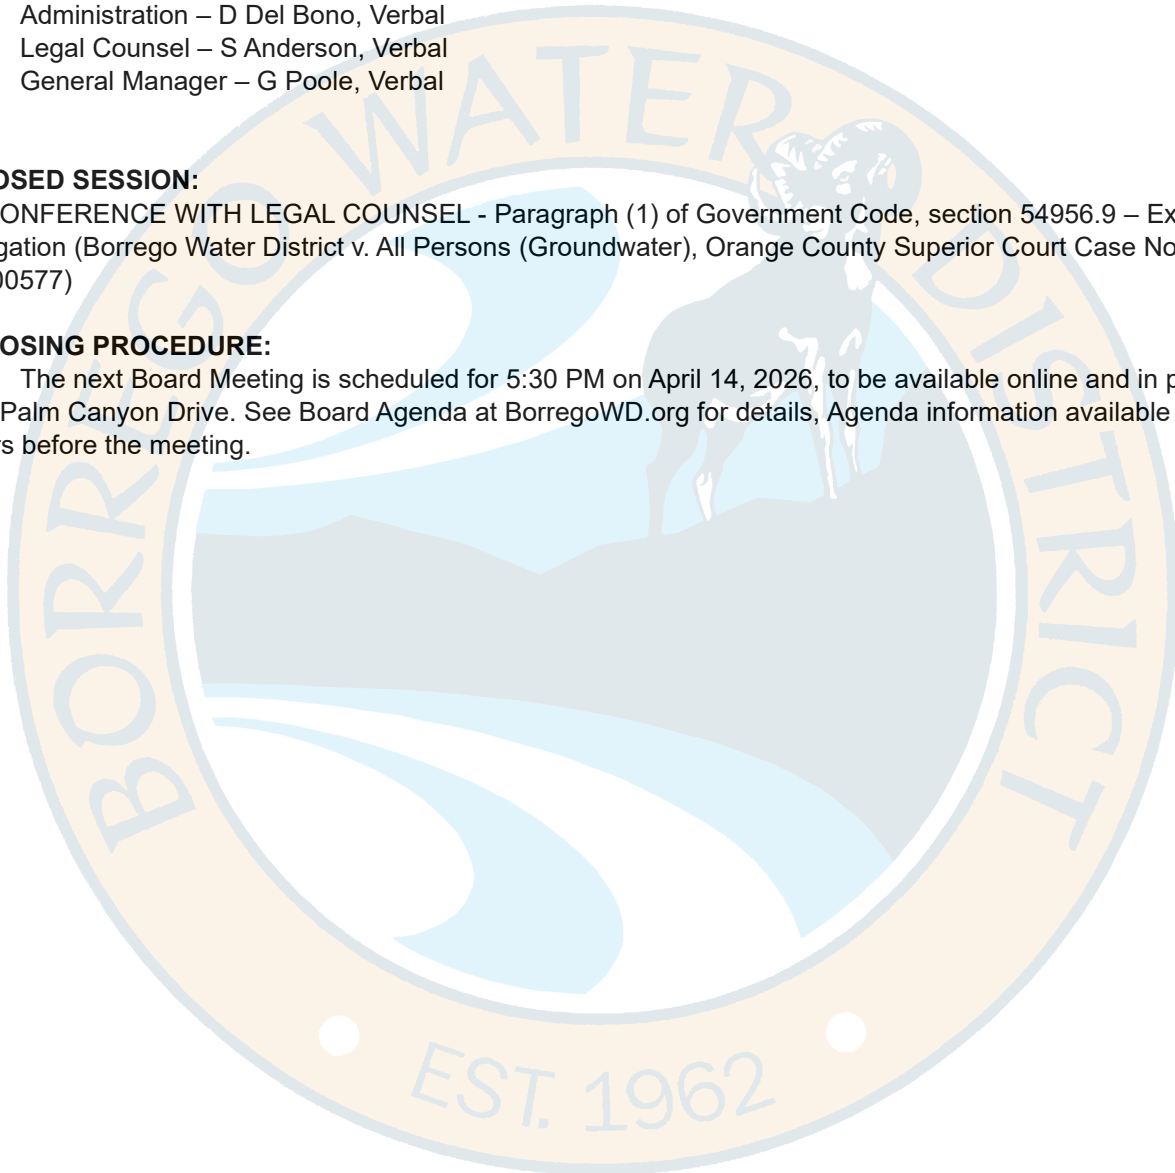 Administration – D Del Bono, Verbal
Legal Counsel – S Anderson, Verbal
General Manager – G Poole, Verbal
OSED SESSION:
ONFERENCE WITH LEGAL COUNSEL - Paragraph (1) of Government Code, section 54956.9 – Ex
gation (Borrego Water District v. All Persons (Groundwater), Orange County Superior Court Case No
00577)
OSING PROCEDURE:
The next Board Meeting is scheduled for 5:30 PM on April 14, 2026, to be available online and in p
Palm Canyon Drive. See Board Agenda at BorregoWD.org for details, Agenda information available
s before the meeting.
BORREGO WATER DISTRICT
EST. 1962